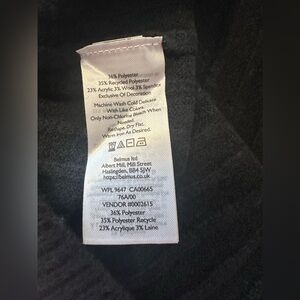 36% Polyester
35% Recycled Polyester
23% Acrylic 3% Wool 3% Spandex
Exclusive Of Decoration
Machine Wash Cold Delicate
With Like Colors.
Only Non-Chlorine Bleach When
Needed.
Reshape, Dry Flat.
Warm Iron As Needed.
Belmus ltd
Albert Mill, Mill Street
Haslingden, BB4 5JW
https://belmus.co.uk
WPL 9647 CA00665
76A/00
VENDOR 810002615
36% Polyester
35% Polyester Recycle
23% Acrylique 3% Laine